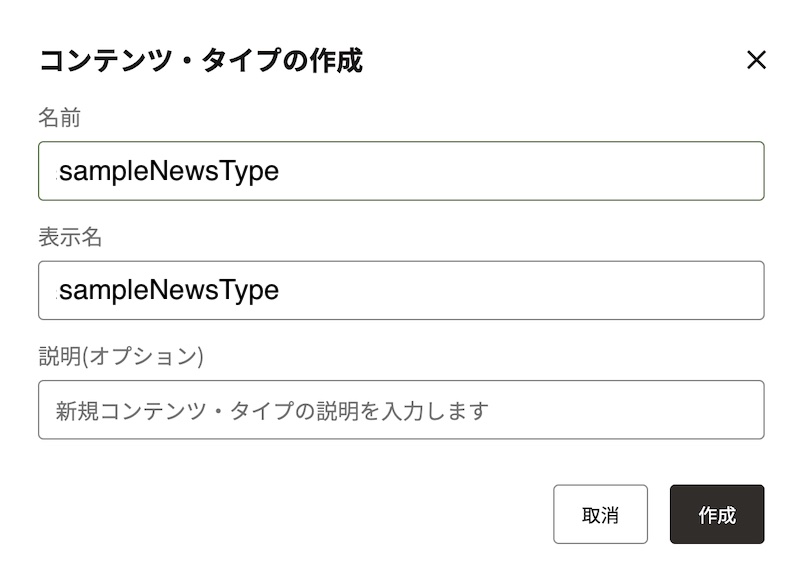 コンテンツ・タイプの作成
名前
sampleNewsType
表示名
sampleNewsType
説明(オプション)
新規コンテンツ・タイプの説明を入力します
取消
作成